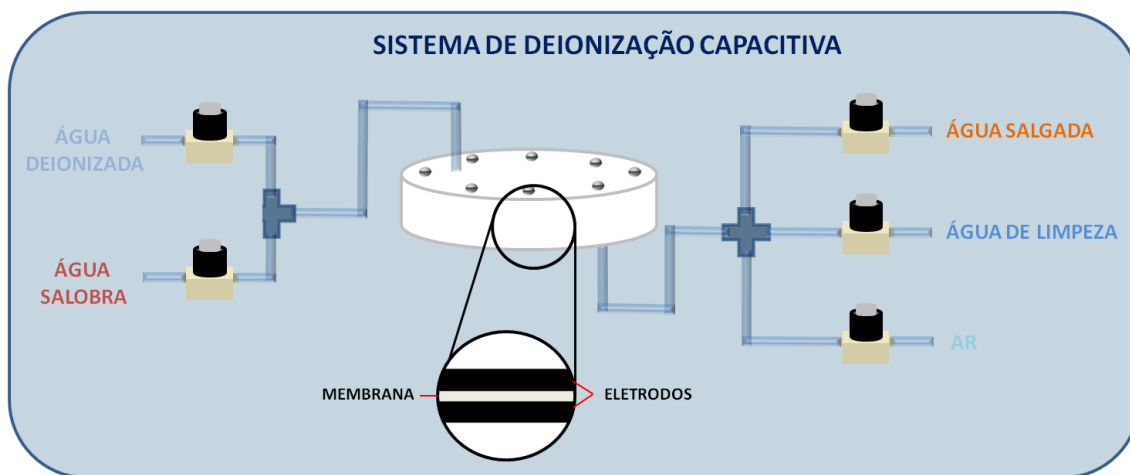 SISTEMA DE DEIONIZAÇÃO CAPACITIVA
ÁGUA
DEIONIZADA
ÁGUA
SALOBRA
ÁGUA SALGADA
ÁGUA DE LIMPEZA
AR
MEMBRANA
ELETRODOS